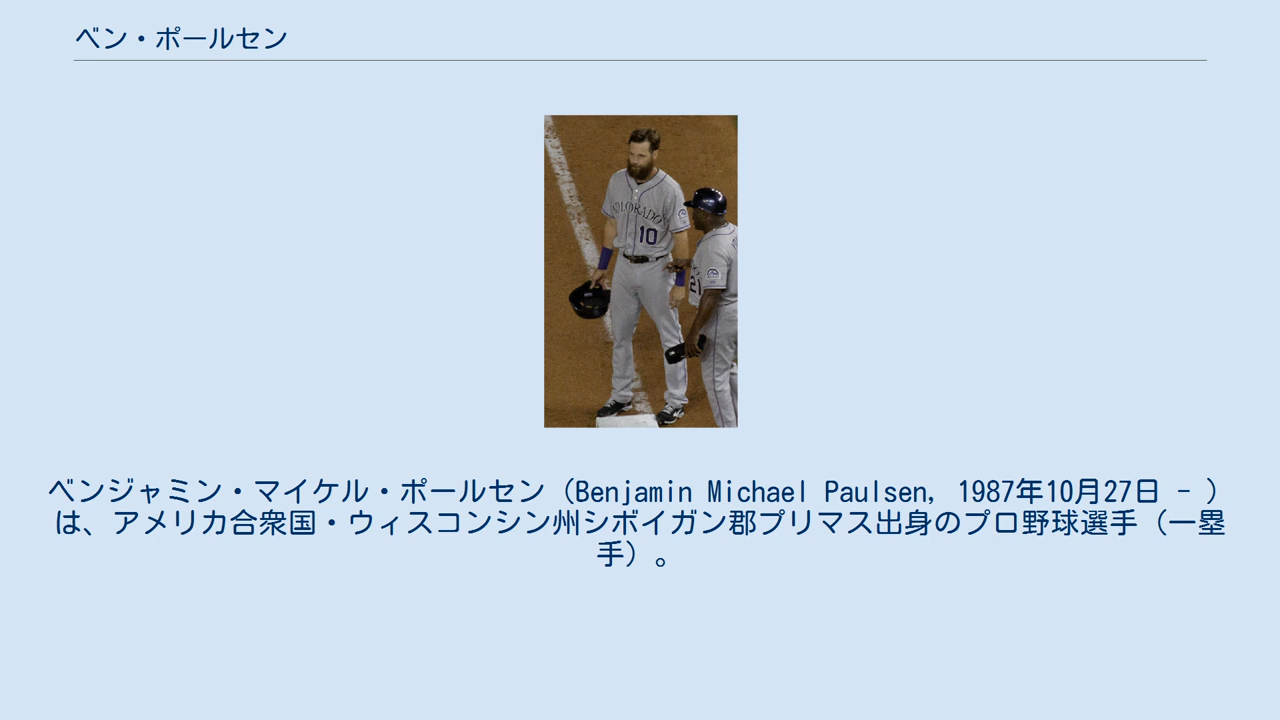 ベン・ポールセン
COLORADO
10
21
ベンジャミン・マイケル・ポールセン（Benjamin Michael Paulsen, 1987年10月27日 - ）
は、アメリカ合衆国・ウィスコンシン州シボイガン郡プリマス出身のプロ野球選手（一塁
手）。